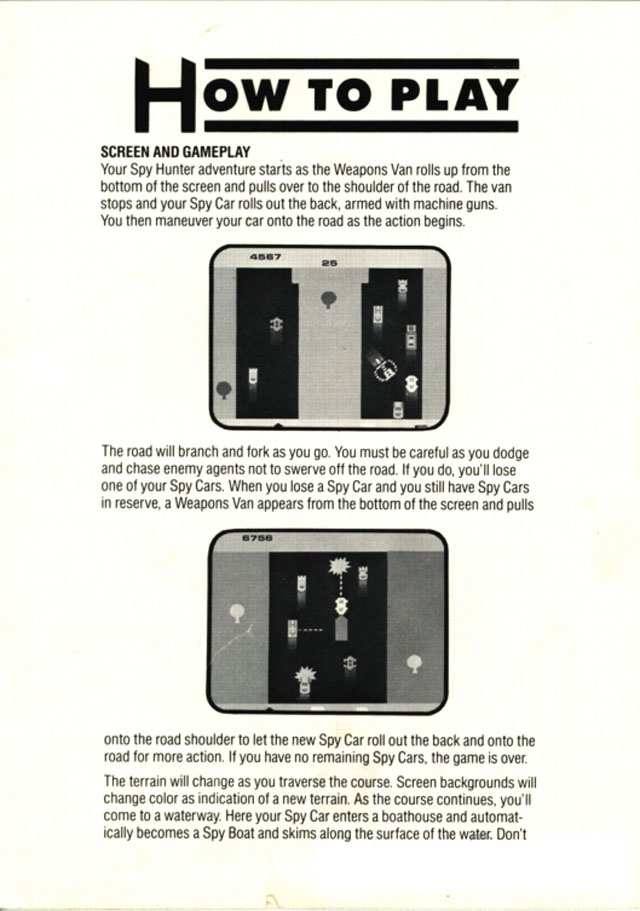 HOW TO PLAY
SCREEN AND GAMEPLAY
Your Spy Hunter adventure starts as the Weapons Van rolls up from the
bottom of the screen and pulls over to the shoulder of the road. The van
stops and your Spy Car rolls out the back, armed with machine guns.
You then maneuver your car onto the road as the action begins.
4567
25
The road will branch and fork as you go. You must be careful as you dodge
and chase enemy agents not to swerve off the road. If you do, you'll lose
one of your Spy Cars. When you lose a Spy Car and you still have Spy Cars
in reserve, a Weapons Van appears from the bottom of the screen and pulls
6756
onto the road shoulder to let the new Spy Car roll out the back and onto the
road for more action. If you have no remaining Spy Cars, the game is over.
The terrain will change as you traverse the course. Screen backgrounds will
change color as indication of a new terrain. As the course continues, you'll
come to a waterway. Here your Spy Car enters a boathouse and automat-
ically becomes a Spy Boat and skims along the surface of the water. Don't